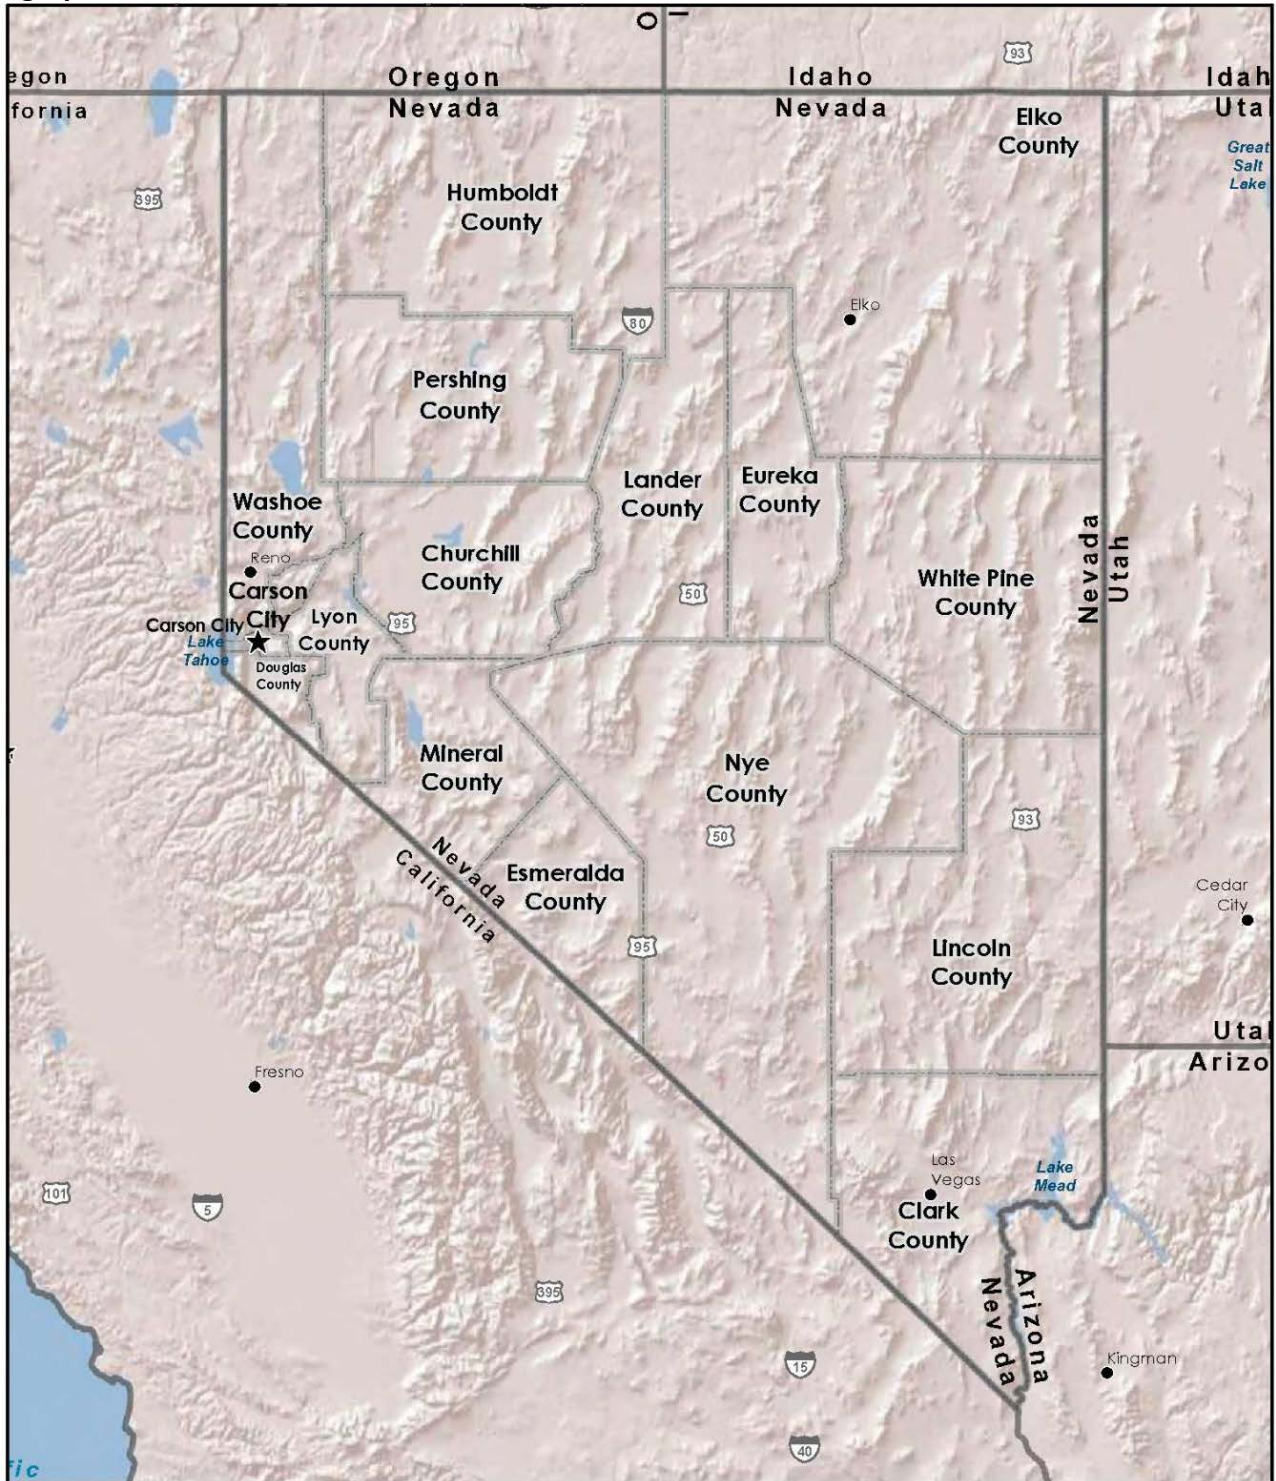 O
I
93
egon
Oregon
Idaho
Idah
fornia
Nevada
Nevada
Utal
Elko
County
Great
Salt
Lake
395
Humboldt
County
Elko
80
Pershing
County
Lander
County
Eureka
County
Washoe
County
Reno
Churchill
County
Nevada
Utah
White Pine
County
Carson
City
50
Lyon
County
95
Carson City
Lake
Tahoe
Douglas
County
Mineral
County
Nye
County
93
50
Nevada
California
Esmeralda
County
Cedar
City
95
Lincoln
County
Utal
Arizo
Fresno
Las
Vegas
Lake
Mead
101
5
Clark
County
Arizona
Nevada
395
15
Kingman
40
fic